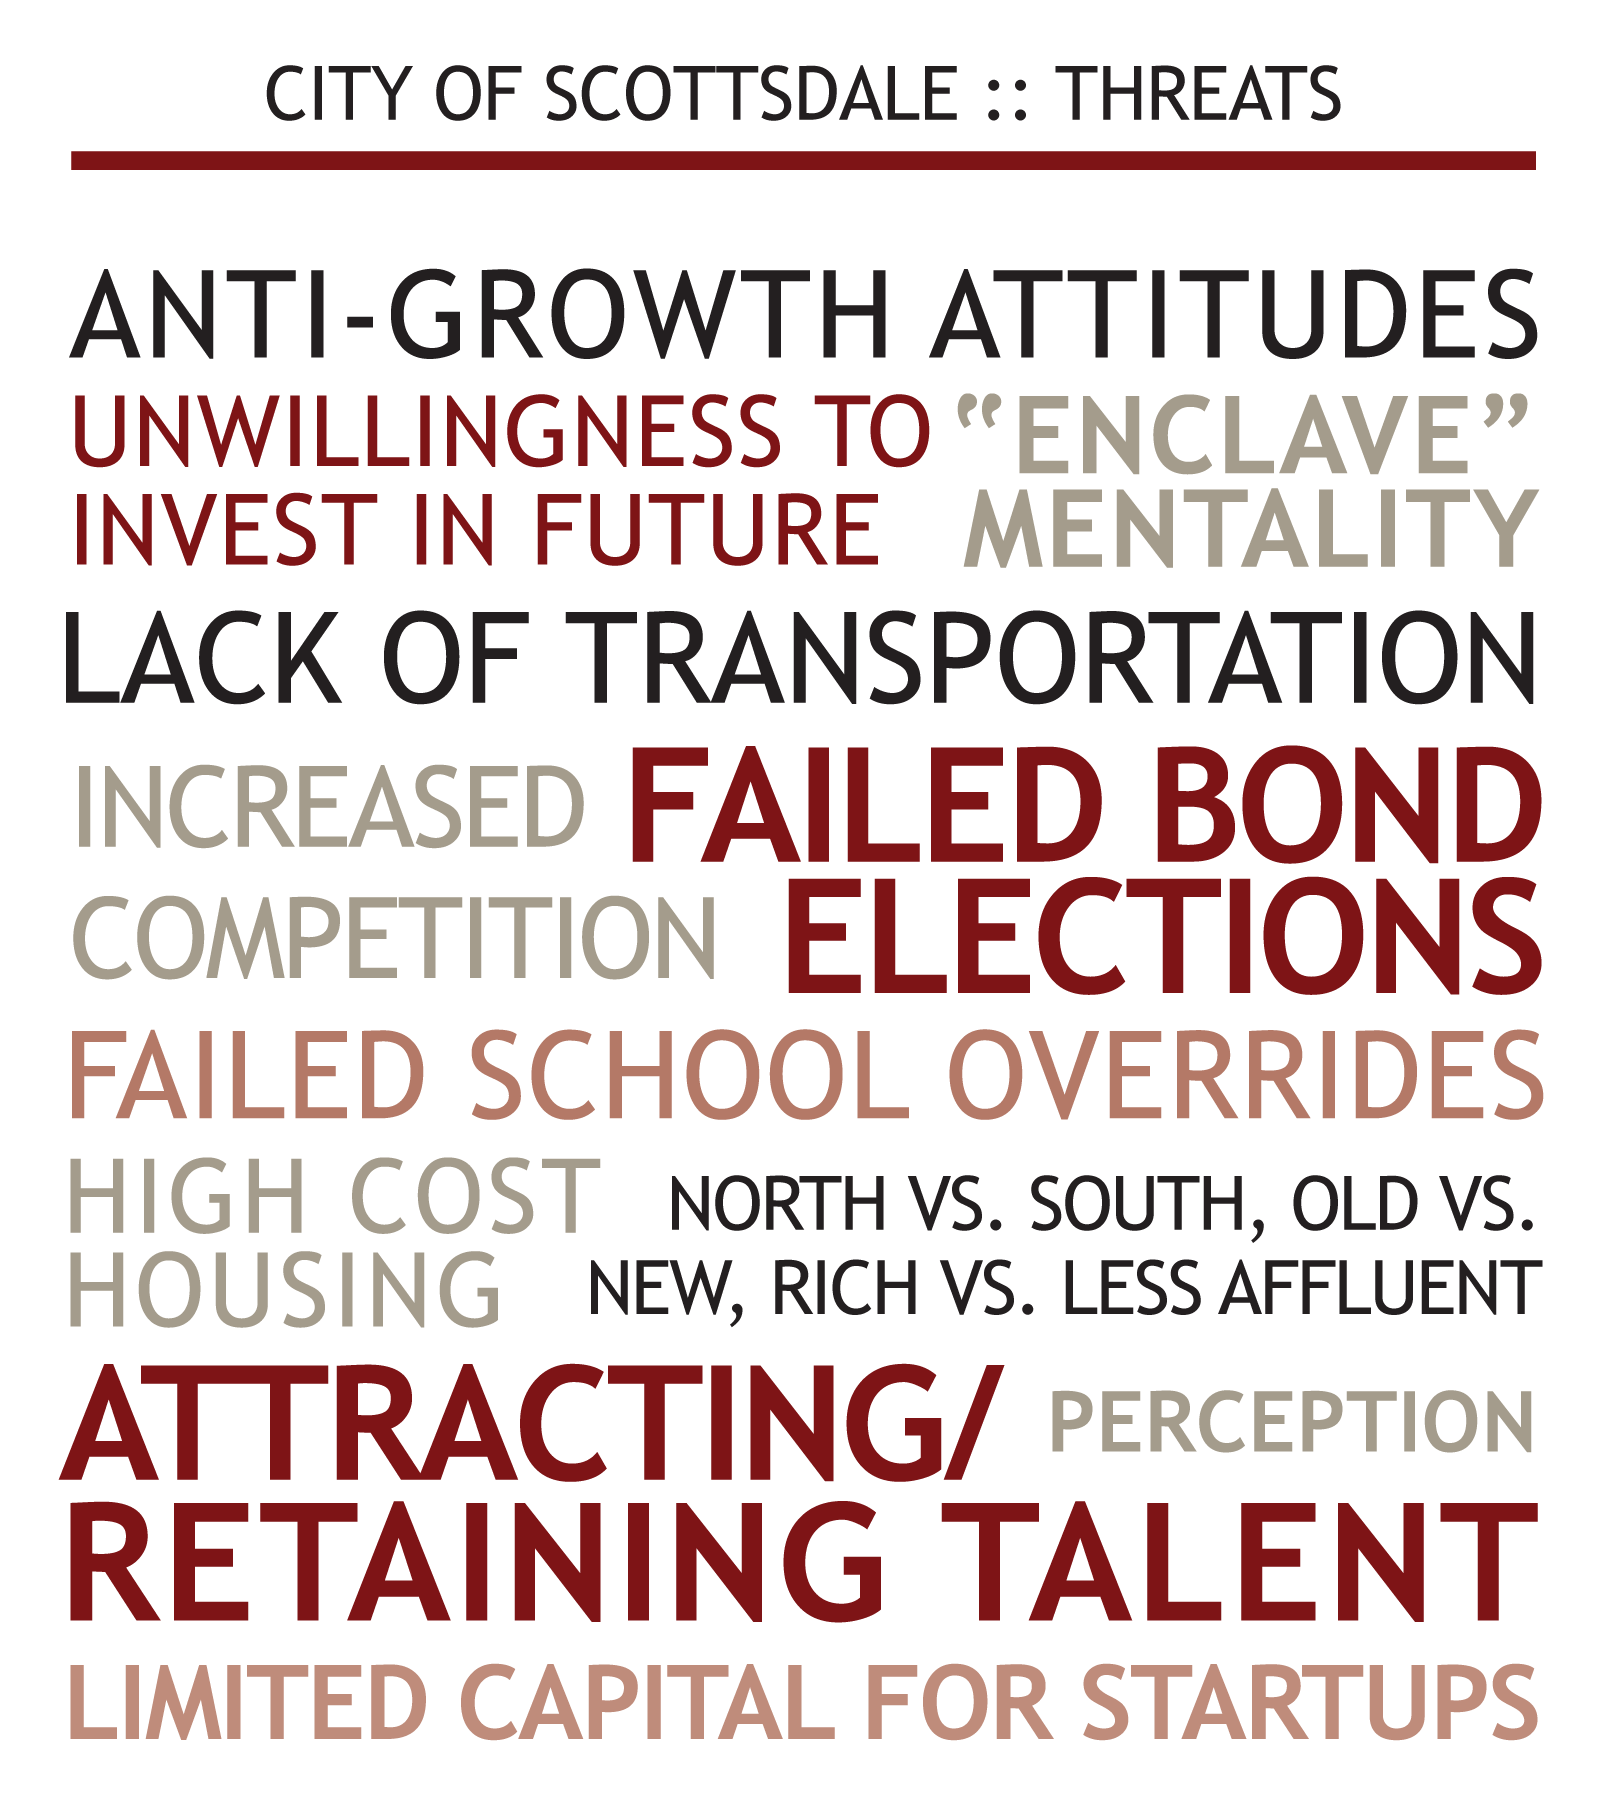 CITY OF SCOTTSDALE :: THREATS
ANTI-GROWTH ATTITUDES
UNWILLINGNESS TO
INVEST IN FUTURE
“ENCLAVE”
MENTALITY
LACK OF TRANSPORTATION
INCREASED
COMPETITION
FAILED BOND
ELECTIONS
FAILED SCHOOL OVERRIDES
HIGH COST
HOUSING
NORTH VS. SOUTH, OLD VS.
NEW, RICH VS. LESS AFFLUENT
ATTRACTING/
RETAINING TALENT
PERCEPTION
LIMITED CAPITAL FOR STARTUPS